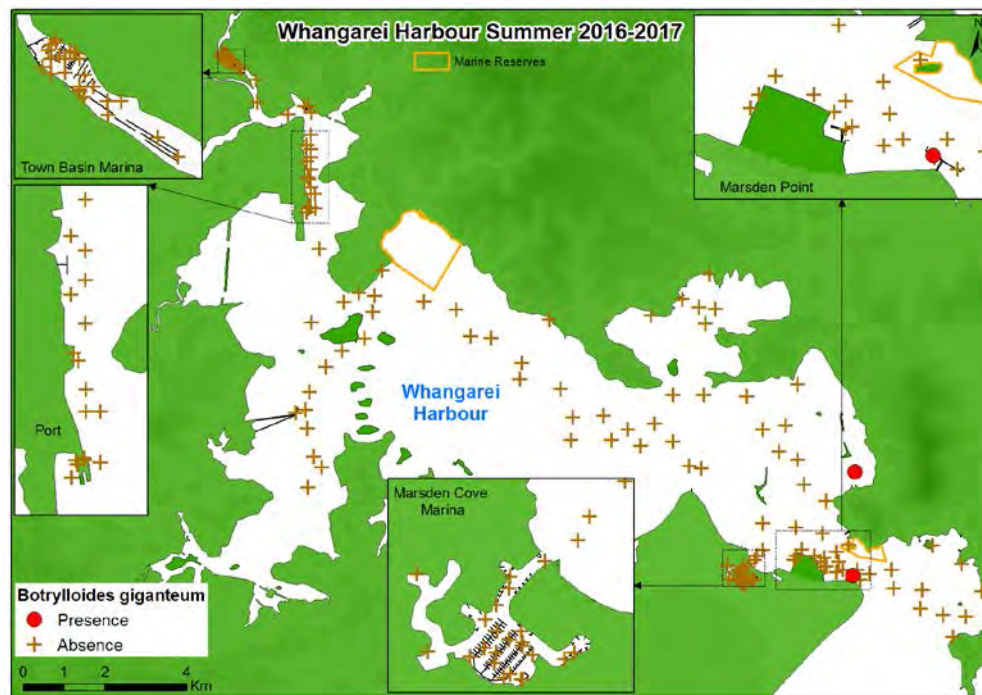 Whangarei Harbour Summer 2016-2017
Marine Reserves
N
Town Basin Marina
Marsden Point
Port
Whangarei
Harbour
Marsden Cove
Marina
Botrylloides giganteum
Presence
Absence
0 1 2 4
Km